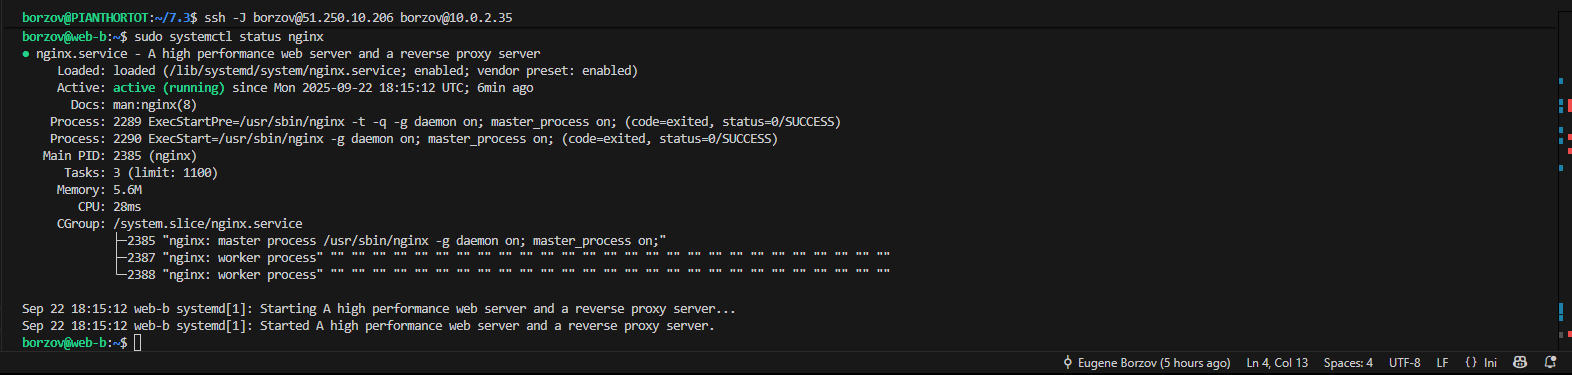 borzov@PIANTHORTOT:~/7.3$ ssh -J borzov@51.250.10.206 borzov@10.0.2.35
borzov@web-b:~$ sudo systemctl status nginx
● nginx.service - A high performance web server and a reverse proxy server
Loaded: loaded (/lib/systemd/system/nginx.service; enabled; vendor preset: enabled)
Active: active (running) since Mon 2025-09-22 18:15:12 UTC; 6min ago
Docs: man:nginx(8)
Process: 2289 ExecStartPre=/usr/sbin/nginx -t -q -g daemon on; master_process on; (code=exited, status=0/SUCCESS)
Process: 2290 ExecStart=/usr/sbin/nginx -g daemon on; master_process on; (code=exited, status=0/SUCCESS)
Main PID: 2385 (nginx)
Tasks: 3 (limit: 1100)
Memory: 5.6M
CPU: 28ms
CGroup: /system.slice/nginx.service
├─2385 "nginx: master process /usr/sbin/nginx -g daemon on; master_process on;"
├─2387 "nginx: worker process" "" "" "" "" "" "" "" "" "" "" "" "" "" "" "" "" "" "" "" "" "" "" "" "" "" "" ""
└─2388 "nginx: worker process" "" "" "" "" "" "" "" "" "" "" "" "" "" "" "" "" "" "" "" "" "" "" "" "" "" "" ""
Sep 22 18:15:12 web-b systemd[1]: Starting A high performance web server and a reverse proxy server...
Sep 22 18:15:12 web-b systemd[1]: Started A high performance web server and a reverse proxy server.
borzov@web-b:~$
Eugene Borzov (5 hours ago) Ln 4, Col 13 Spaces: 4 UTF-8 LF {} Ini